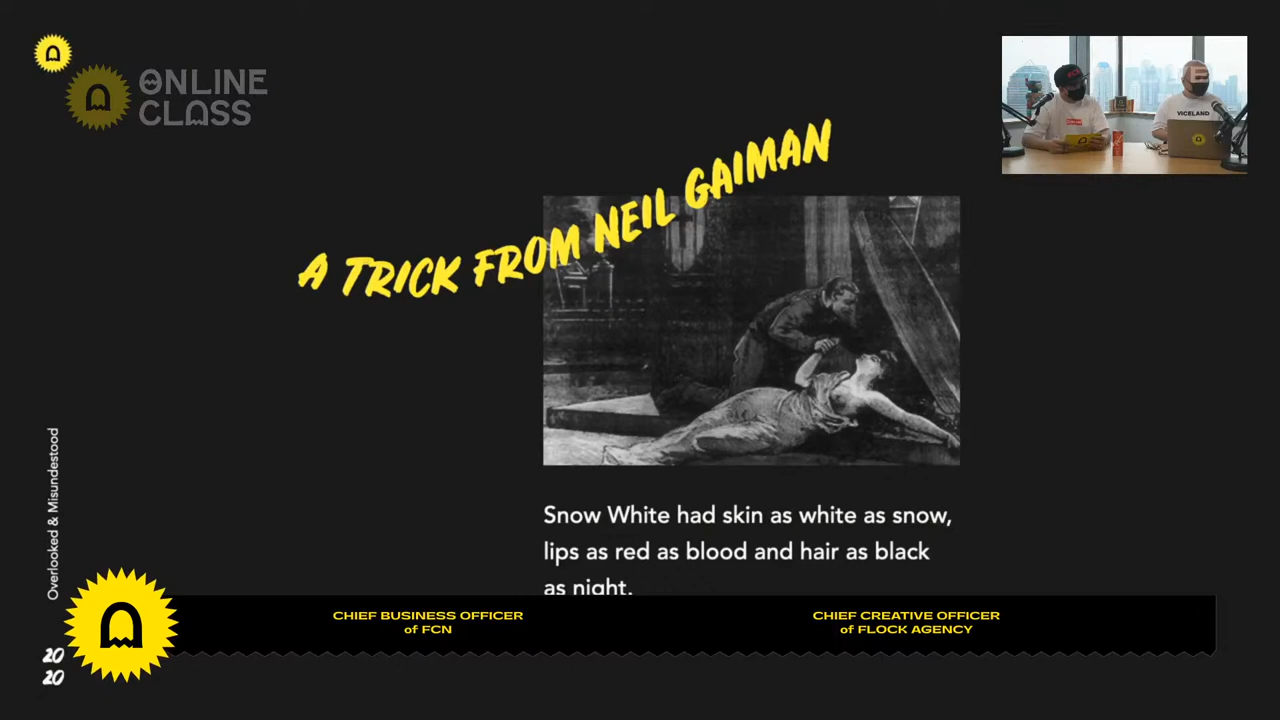 ONLINE
CLASS
A TRICK FROM NEIL GAIMAN
VICELAND
Overlooked & Misundestood
Snow White had skin as white as snow,
lips as red as blood and hair as black
as night.
CHIEF BUSINESS OFFICER
of FCN
CHIEF CREATIVE OFFICER
of FLOCK AGENCY
20
20